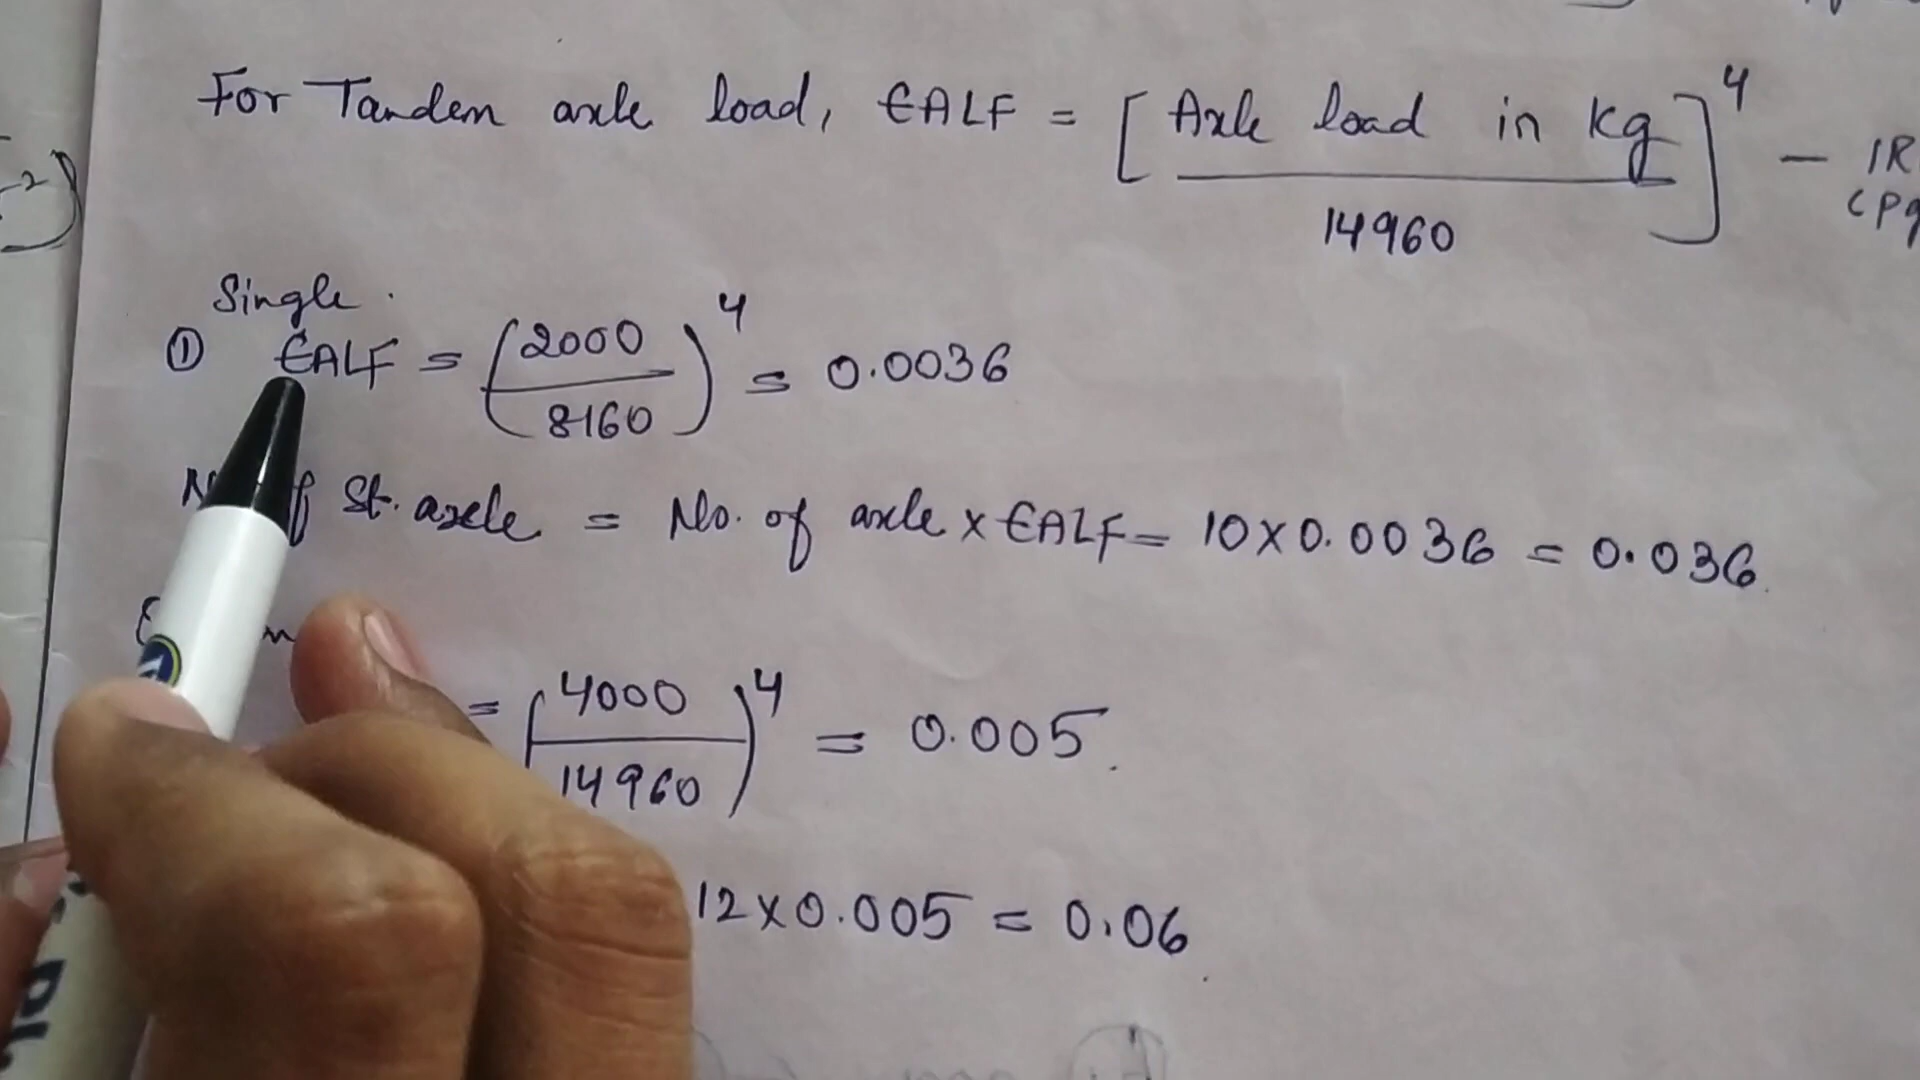 For Tandem axle load, EALF = [Axle load in kg / 14960]^4 - IR
Single.
① EALF = (2000 / 8160)^4 = 0.0036
of St. axle = No. of axle x EALF = 10 x 0.0036 = 0.036
= (4000 / 14960)^4 = 0.005.
12 x 0.005 = 0.06